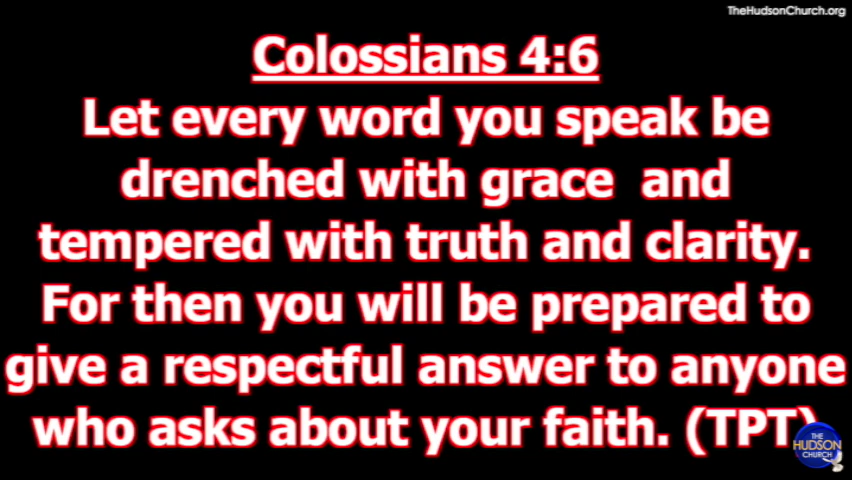 TheHudsonChurch.org
Colossians 4:6
Let every word you speak be
drenched with grace  and
tempered with truth and clarity.
For then you will be prepared to
give a respectful answer to anyone
who asks about your faith. (TPT)
THE
HUDSON
CHURCH